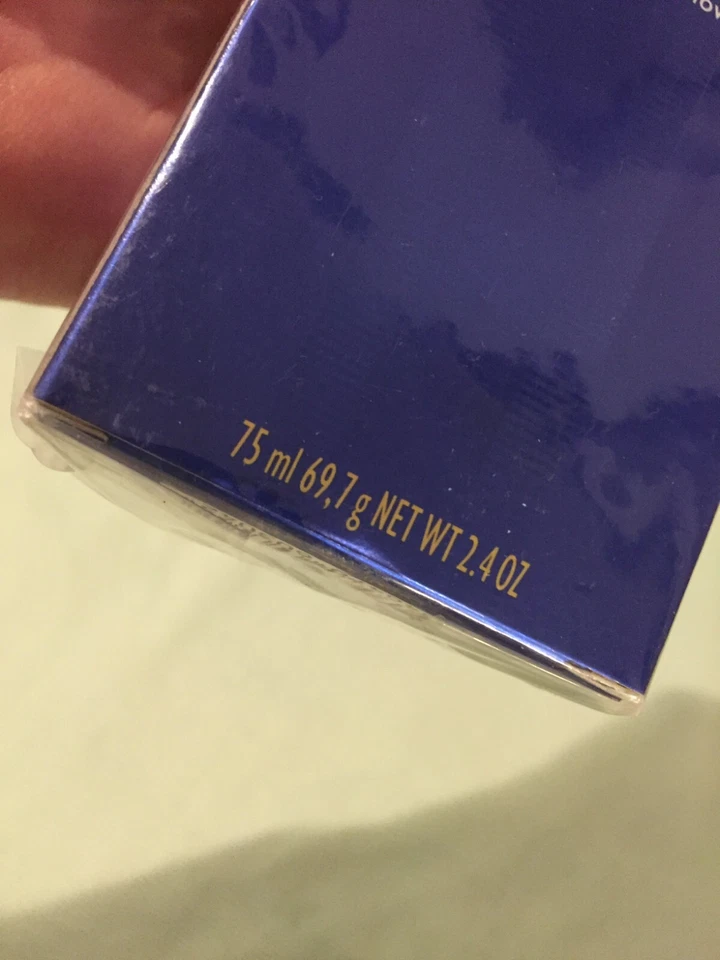 75 ml 69,7 g NET WT 2.4 OZ